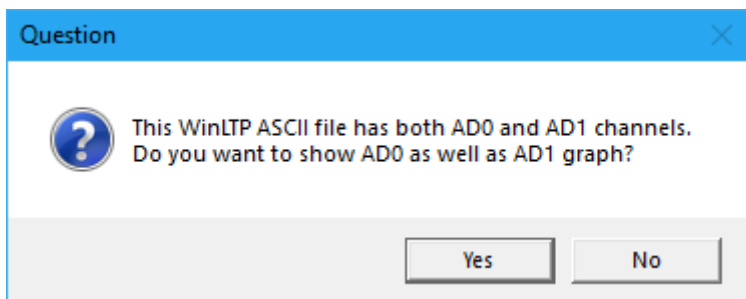 Question
This WinLTP ASCII file has both AD0 and AD1 channels.
Do you want to show AD0 as well as AD1 graph?
Yes
No